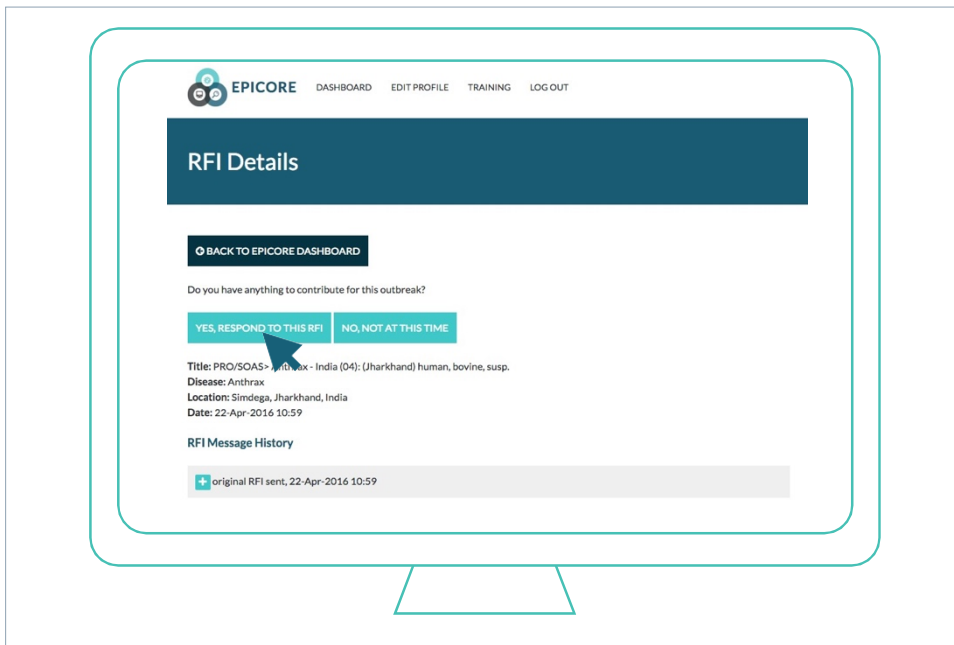 EPICORE DASHBOARD EDIT PROFILE TRAINING LOG OUT
RFI Details
BACK TO EPICORE DASHBOARD
Do you have anything to contribute for this outbreak?
YES, RESPOND TO THIS RFI NO, NOT AT THIS TIME
Title: PRO/SOAS> Anthrax - India (04): (Jharkhand) human, bovine, susp.
Disease: Anthrax
Location: Simdega, Jharkhand, India
Date: 22-Apr-2016 10:59
RFI Message History
+ original RFI sent, 22-Apr-2016 10:59